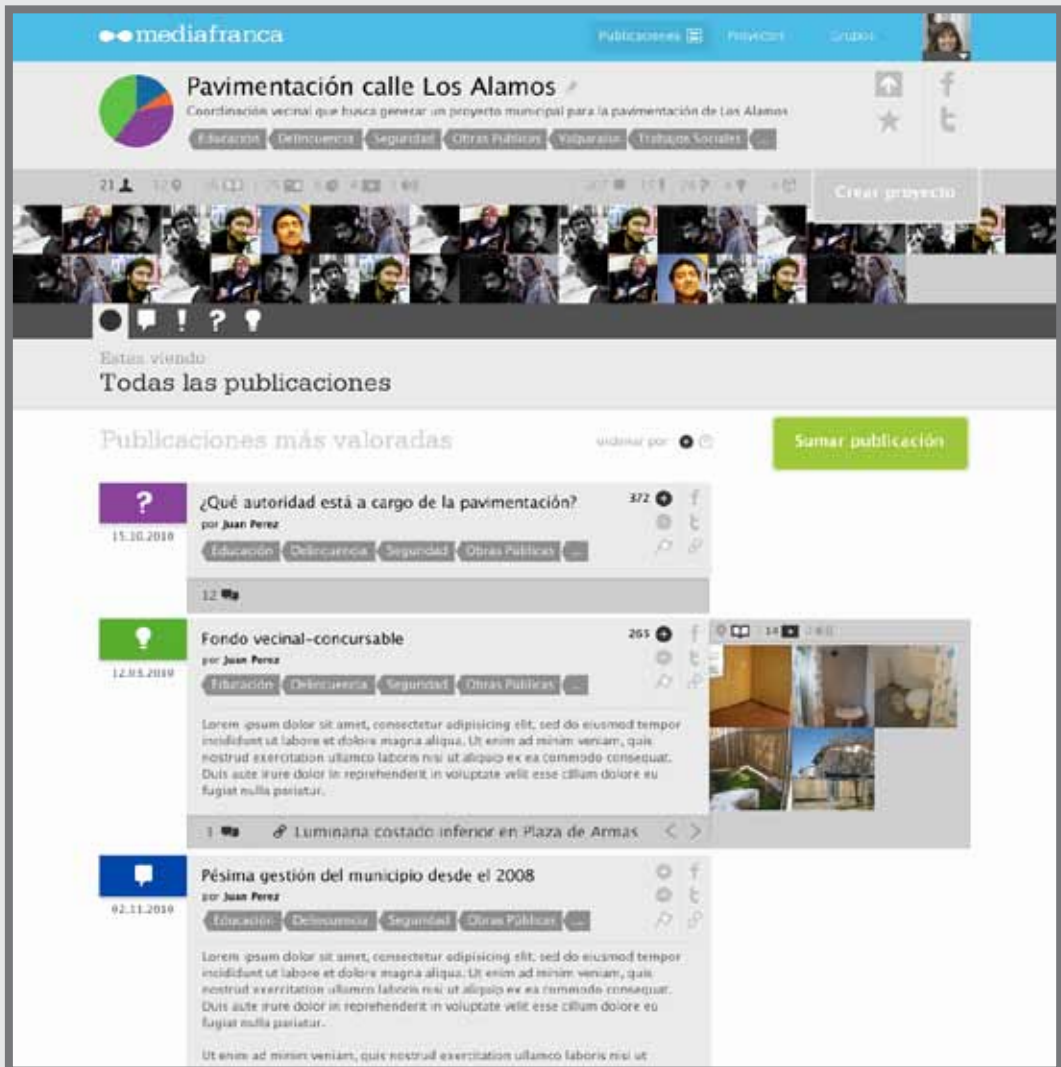 mediafranca
Publicaciones Proyectos Grupos
Pavimentación calle Los Alamos
Coordinación vecinal que busca generar un proyecto municipal para la pavimentación de Los Alamos
Educación Delincuencia Seguridad Obras Públicas Valparaíso Trabajos Sociales ...
21
Crear proyecto
! ?
Estas viendo
Todas las publicaciones
Publicaciones más valoradas
ordenar por
Sumar publicación
?
¿Qué autoridad está a cargo de la pavimentación?
372
por Juan Perez
15.10.2010
Educación Delincuencia Seguridad Obras Públicas ...
12
Fondo vecinal-concursable
265
14
por Juan Perez
12.03.2010
Educación Delincuencia Seguridad Obras Públicas ...
Lorem ipsum dolor sit amet, consectetur adipisicing elit, sed do eiusmod tempor
incididunt ut labore et dolore magna aliqua. Ut enim ad minim veniam, quis
nostrud exercitation ullamco laboris nisi ut aliquip ex ea commodo consequat.
Duis aute irure dolor in reprehenderit in voluptate velit esse cillum dolore eu
fugiat nulla pariatur.
3 Luminaria costado inferior en Plaza de Armas < >
Pésima gestión del municipio desde el 2008
por Juan Perez
02.11.2010
Educación Delincuencia Seguridad Obras Públicas ...
Lorem ipsum dolor sit amet, consectetur adipisicing elit, sed do eiusmod tempor
incididunt ut labore et dolore magna aliqua. Ut enim ad minim veniam, quis
nostrud exercitation ullamco laboris nisi ut aliquip ex ea commodo consequat.
Duis aute irure dolor in reprehenderit in voluptate velit esse cillum dolore eu
fugiat nulla pariatur.
Ut enim ad minim veniam, quis nostrud exercitation ullamco laboris nisi ut